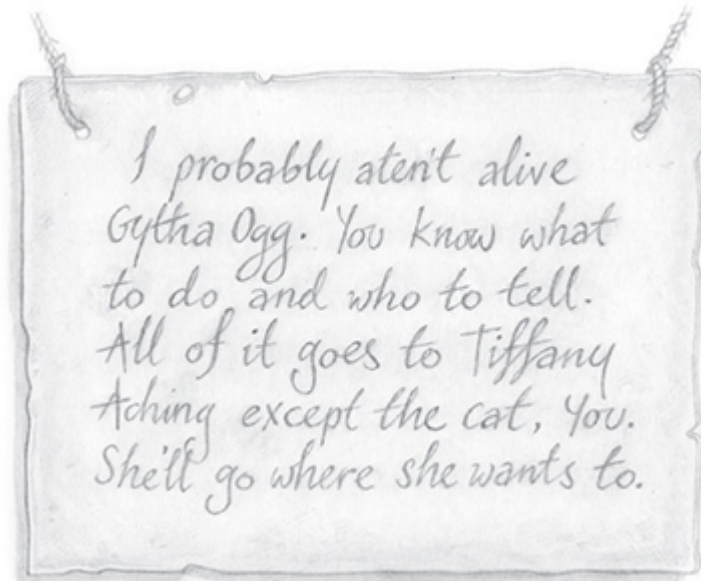 I probably aten't alive
Gytha Ogg. You know what
to do and who to tell.
All of it goes to Tiffany
Aching except the cat, You.
She'll go where she wants to.